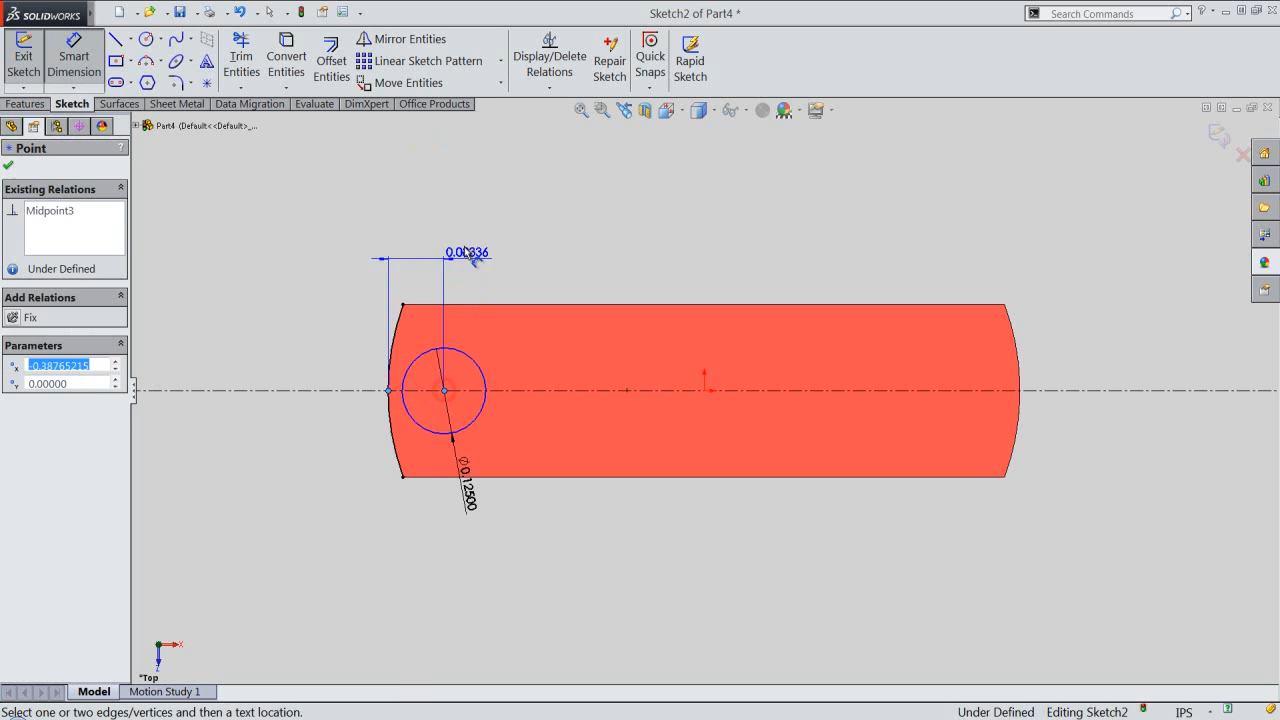 SOLIDWORKS
Sketch2 of Part4 *
Search Commands
Exit Sketch
Smart Dimension
Trim Entities
Convert Entities
Offset Entities
Mirror Entities
Linear Sketch Pattern
Move Entities
Display/Delete Relations
Repair Sketch
Quick Snaps
Rapid Sketch
Features Sketch Surfaces Sheet Metal Data Migration Evaluate DimXpert Office Products
Part4 (Default<<Default>_...
Point ?
Existing Relations
Midpoint3
Under Defined
Add Relations
Fix
Parameters
-0.38765215
0.00000
Ø0.12500
X
Z
*Top
Model Motion Study 1
Select one or two edges/vertices and then a text location.
Under Defined Editing Sketch2 IPS